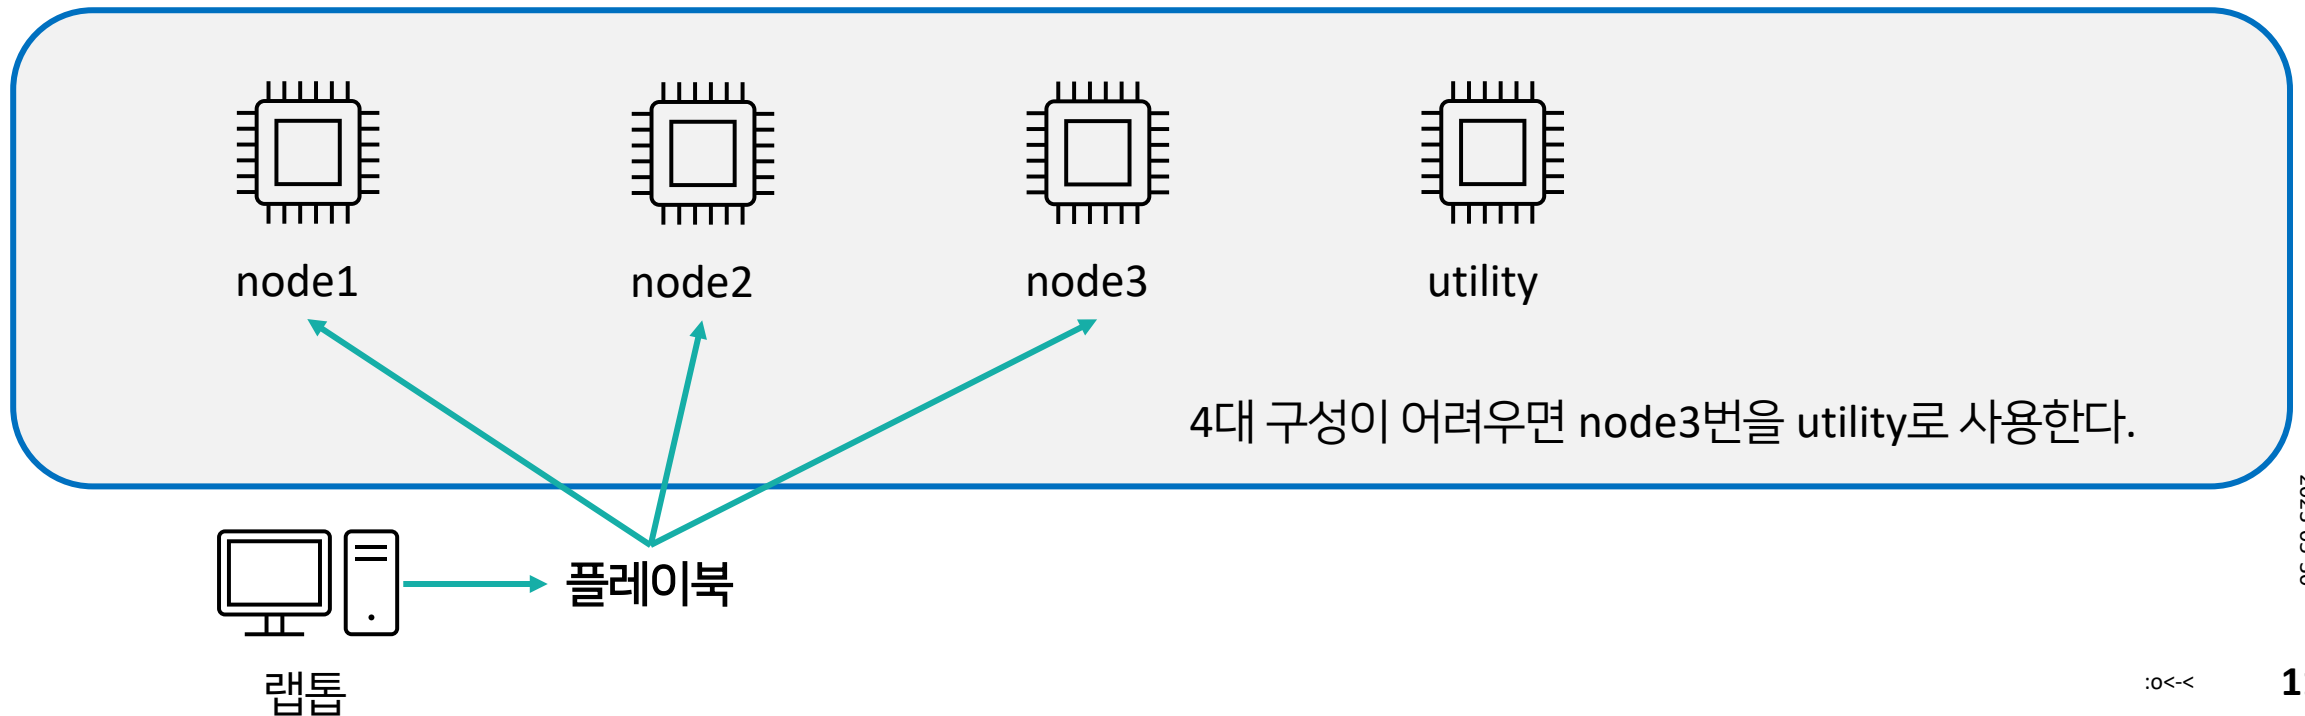 node1
node2
node3
utility
4대 구성이 어려우면 node3번을 utility로 사용한다.
플레이북
랩톱
:o<-<